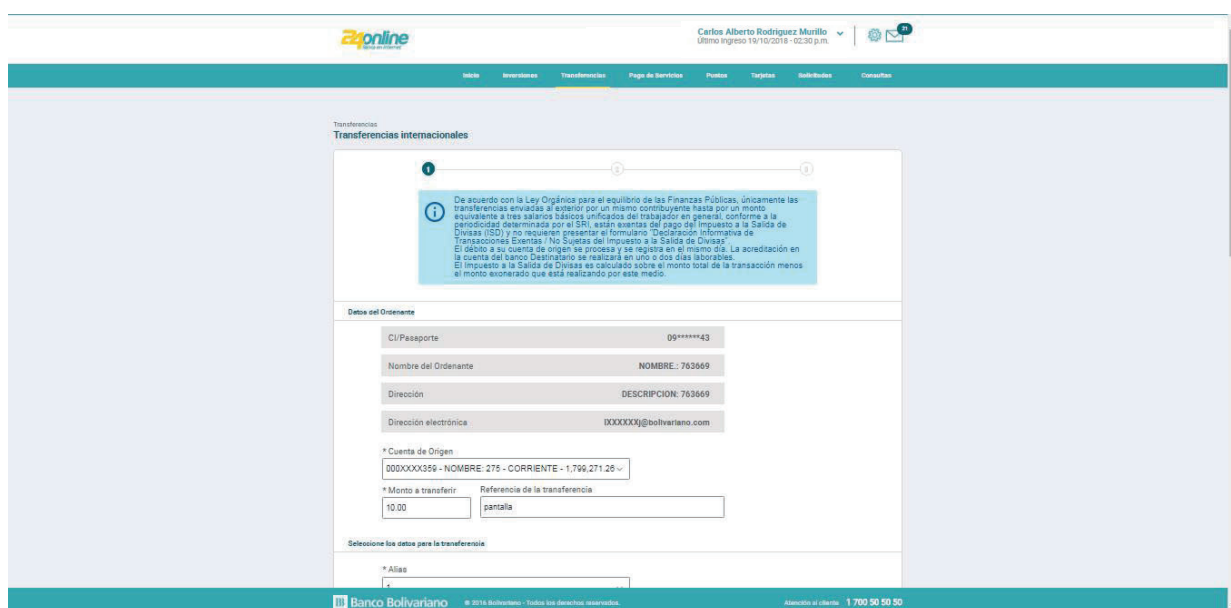 24online
Banco en Internet
Carlos Alberto Rodriguez Murillo
Último Ingreso 19/10/2018 - 02:30 p.m.
31
Inicio Inversiones Transferencias Pago de Servicios Puntos Tarjetas Solicitudes Consultas
Transferencias
Transferencias internacionales
1 2 3
De acuerdo con la Ley Orgánica para el equilibrio de las Finanzas Públicas, únicamente las
transferencias enviadas al exterior por un mismo contribuyente hasta por un monto
equivalente a tres salarios básicos unificados del trabajador en general, conforme a la
periodicidad determinada por el SRI, están exentas del pago del Impuesto a la Salida de
Divisas (ISD) y no requieren presentar el formulario "Declaración Informativa de
Transacciones Exentas / No Sujetas del Impuesto a la Salida de Divisas".
El débito a su cuenta de origen se procesa y se registra en el mismo día. La acreditación en
la cuenta del banco Destinatario se realizará en uno o dos días laborables.
El Impuesto a la Salida de Divisas es calculado sobre el monto total de la transacción menos
el monto exonerado que está realizando por este medio.
Datos del Ordenante
CI/Pasaporte 09******43
Nombre del Ordenante NOMBRE.: 763669
Dirección DESCRIPCION: 763669
Dirección electrónica lXXXXXXj@bolivariano.com
* Cuenta de Origen
000XXXX359 - NOMBRE: 275 - CORRIENTE - 1,799,271.26
* Monto a transferir Referencia de la transferencia
10.00 pantalla
Seleccione los datos para la transferencia
* Alias
Banco Bolivariano © 2016 Bolivariano - Todos los derechos reservados. Atención al cliente 1 700 50 50 50